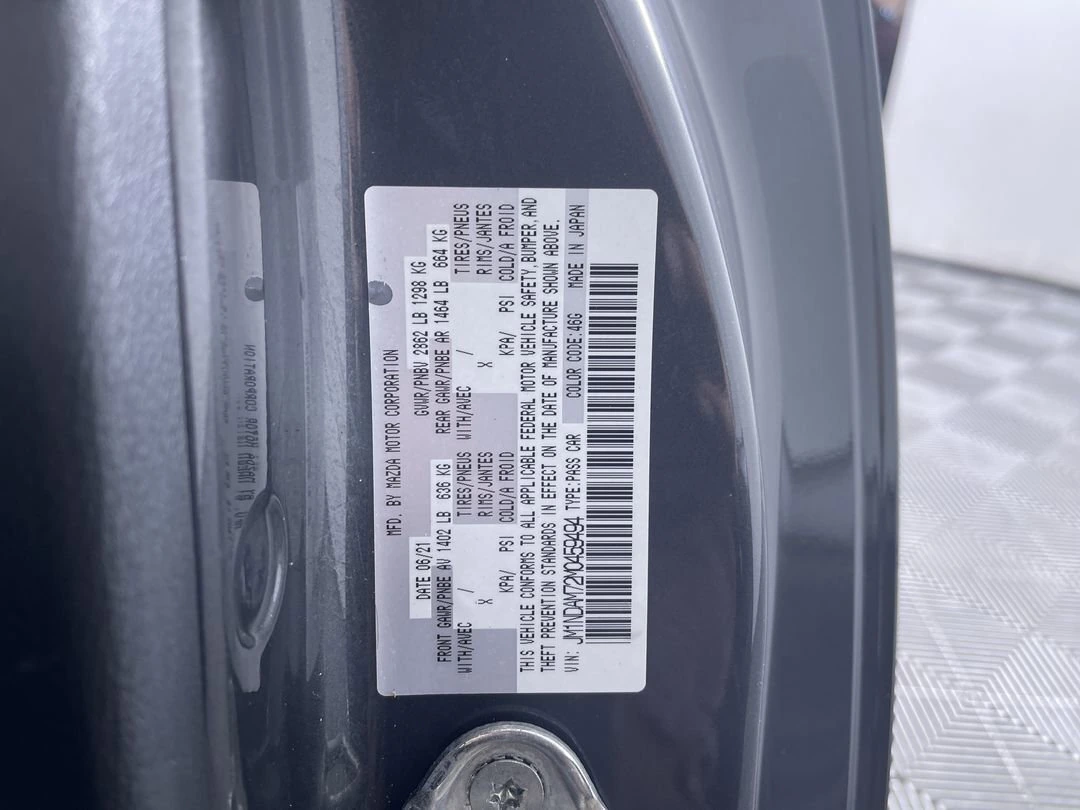 MFD. BY MAZDA MOTOR CORPORATION
DATE 06/21 GVWR/PNBV 2862 LB 1298 KG
FRONT GAWR/PNBE AV 1402 LB 636 KG REAR GAWR/PNBE AR 1464 LB 664 KG
WITH/AVEC / TIRES/PNEUS WITH/AVEC / TIRES/PNEUS
X RIMS/JANTES X RIMS/JANTES
KPA/ PSI COLD/A FROID KPA/ PSI COLD/A FROID
THIS VEHICLE CONFORMS TO ALL APPLICABLE FEDERAL MOTOR VEHICLE SAFETY, BUMPER, AND
THEFT PREVENTION STANDARDS IN EFFECT ON THE DATE OF MANUFACTURE SHOWN ABOVE.
VIN: JM1NDAM72M0459494 TYPE:PASS CAR COLOR CODE:46G MADE IN JAPAN